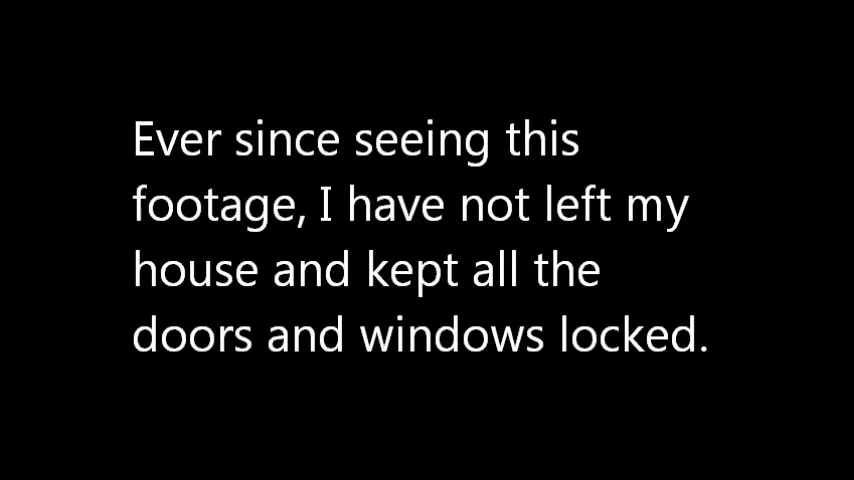 Ever since seeing this
footage, I have not left my
house and kept all the
doors and windows locked.